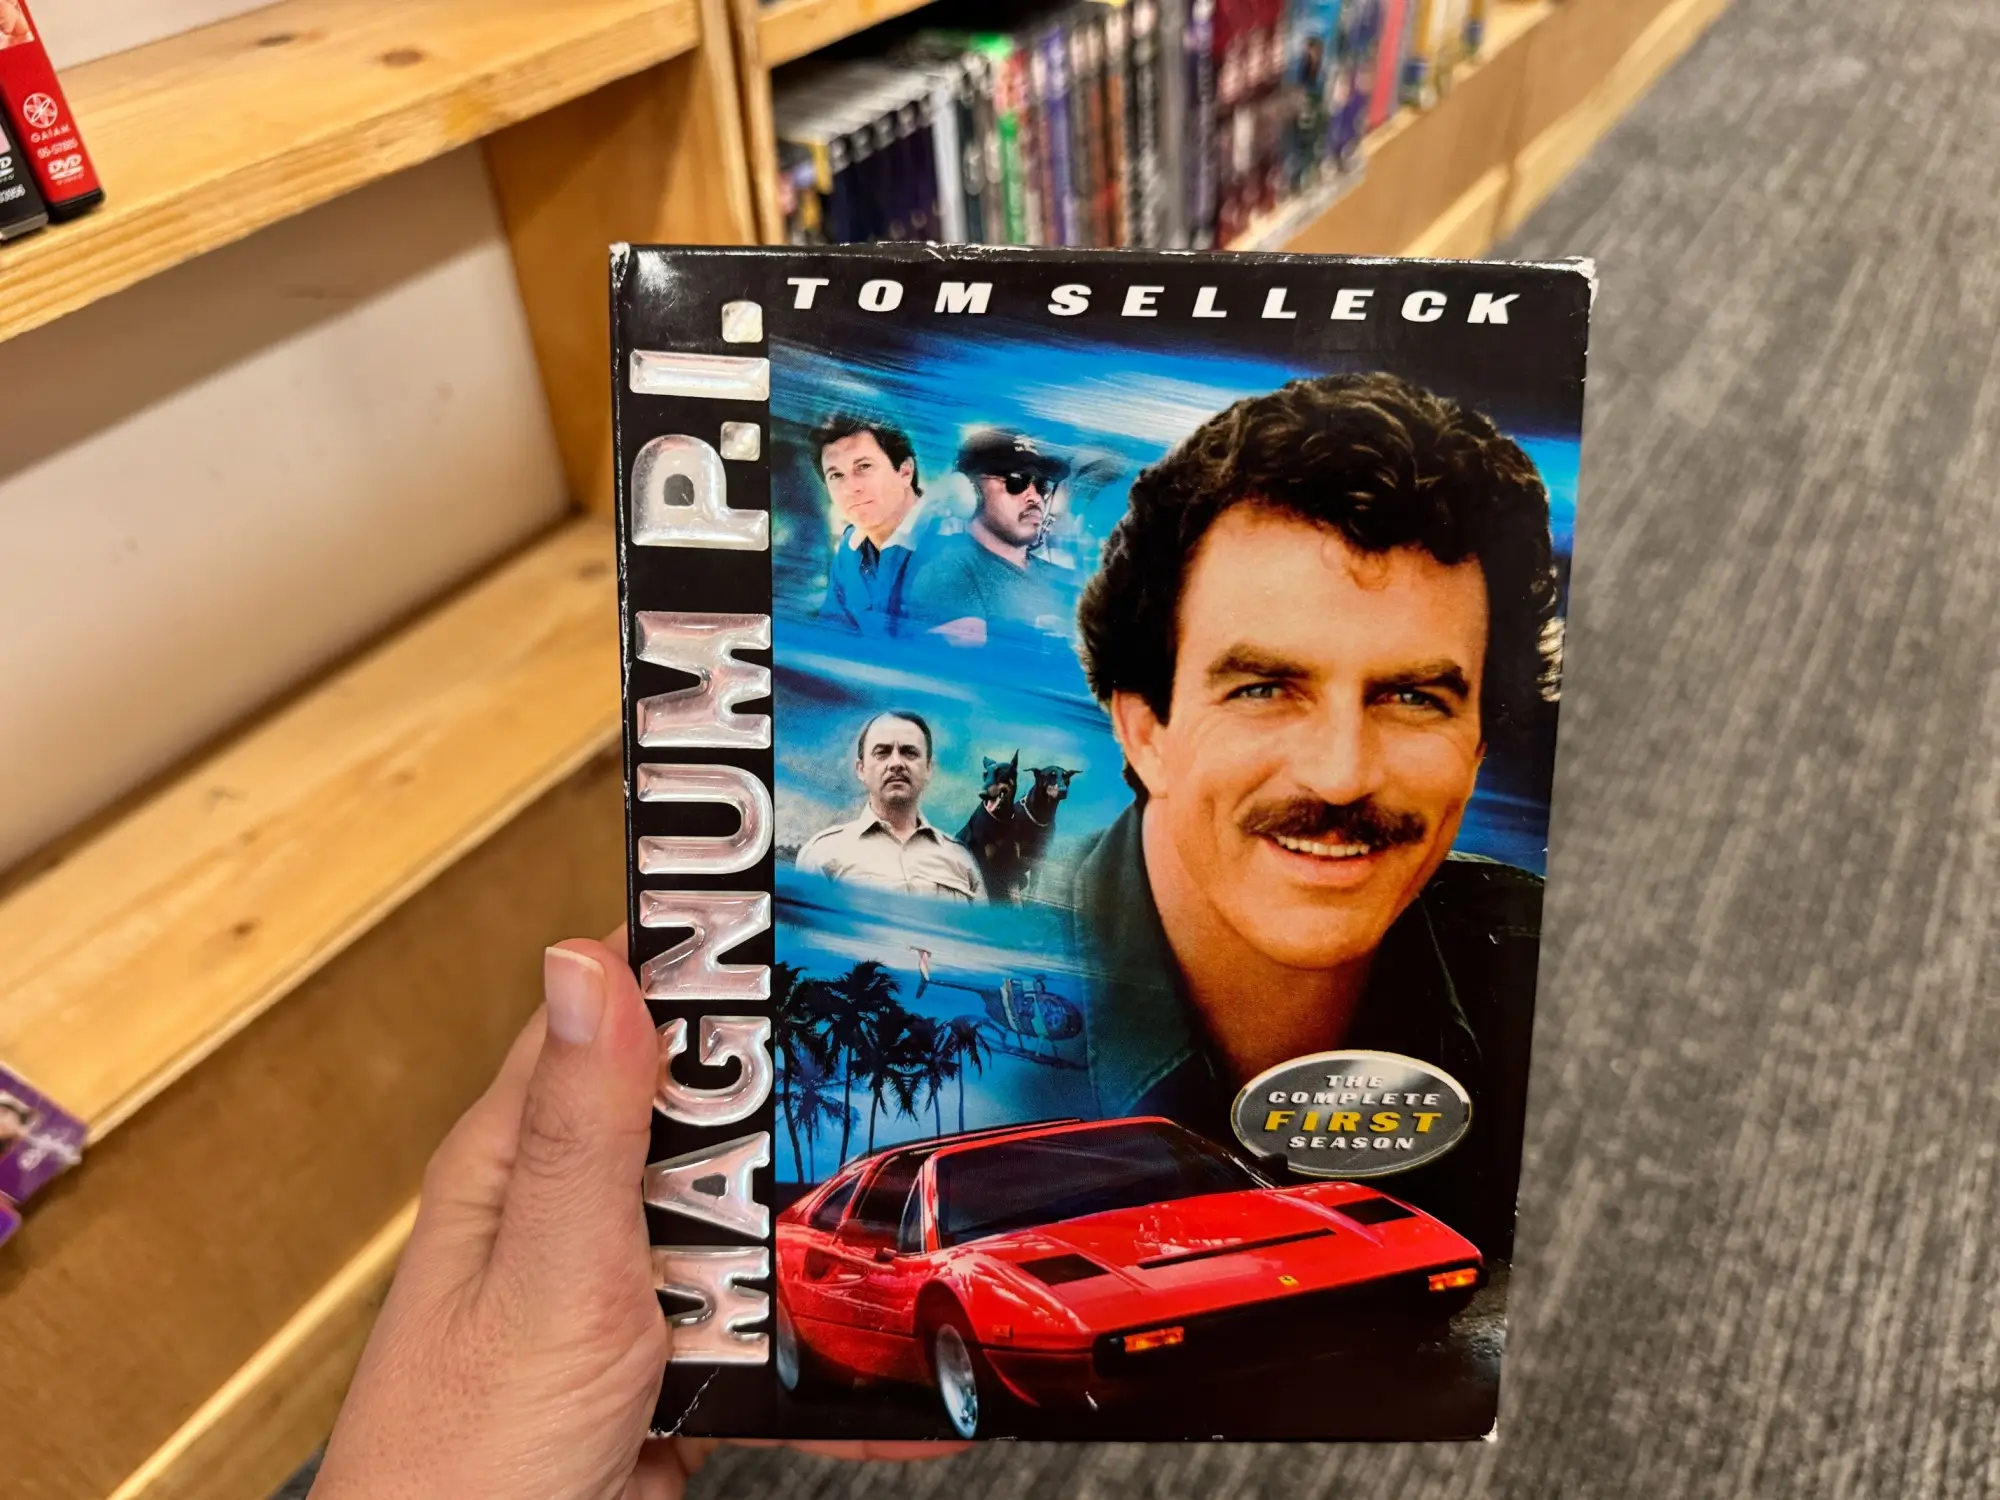 TOM SELLECK
MAGNUM P.I.
THE
COMPLETE
FIRST
SEASON
GAIAM
DVD